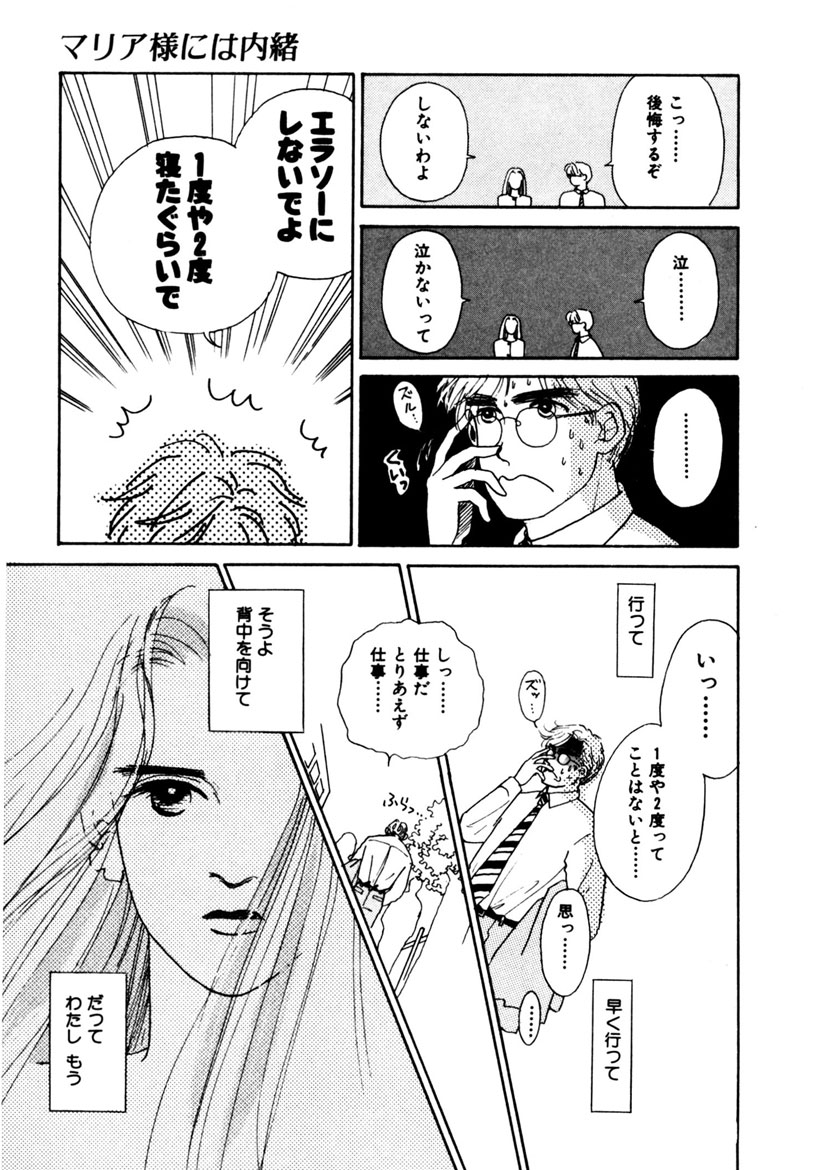 マリア様には内緒
こっ……
後悔するぞ
しないわよ
泣………
泣かないって
…………
ズル…
くいっ
エラソーに
しないでよ
1度や2度
寝たぐらいで
いっ……
1度や2度って
ことはないと……
行って
ズッ…
思っ……
……
早く行って
しっ……
仕事だ
とりあえず
仕事……
ふらっ
そうよ
背中を向けて
だって
わたし もう